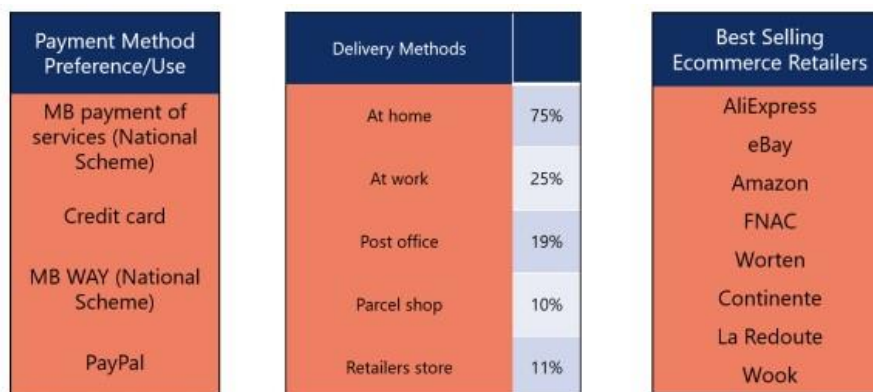 Payment Method
Preference/Use
MB payment of
services (National
Scheme)
Credit card
MB WAY (National
Scheme)
PayPal
Delivery Methods
At home 75%
At work 25%
Post office 19%
Parcel shop 10%
Retailers store 11%
Best Selling
Ecommerce Retailers
AliExpress
eBay
Amazon
FNAC
Worten
Continente
La Redoute
Wook